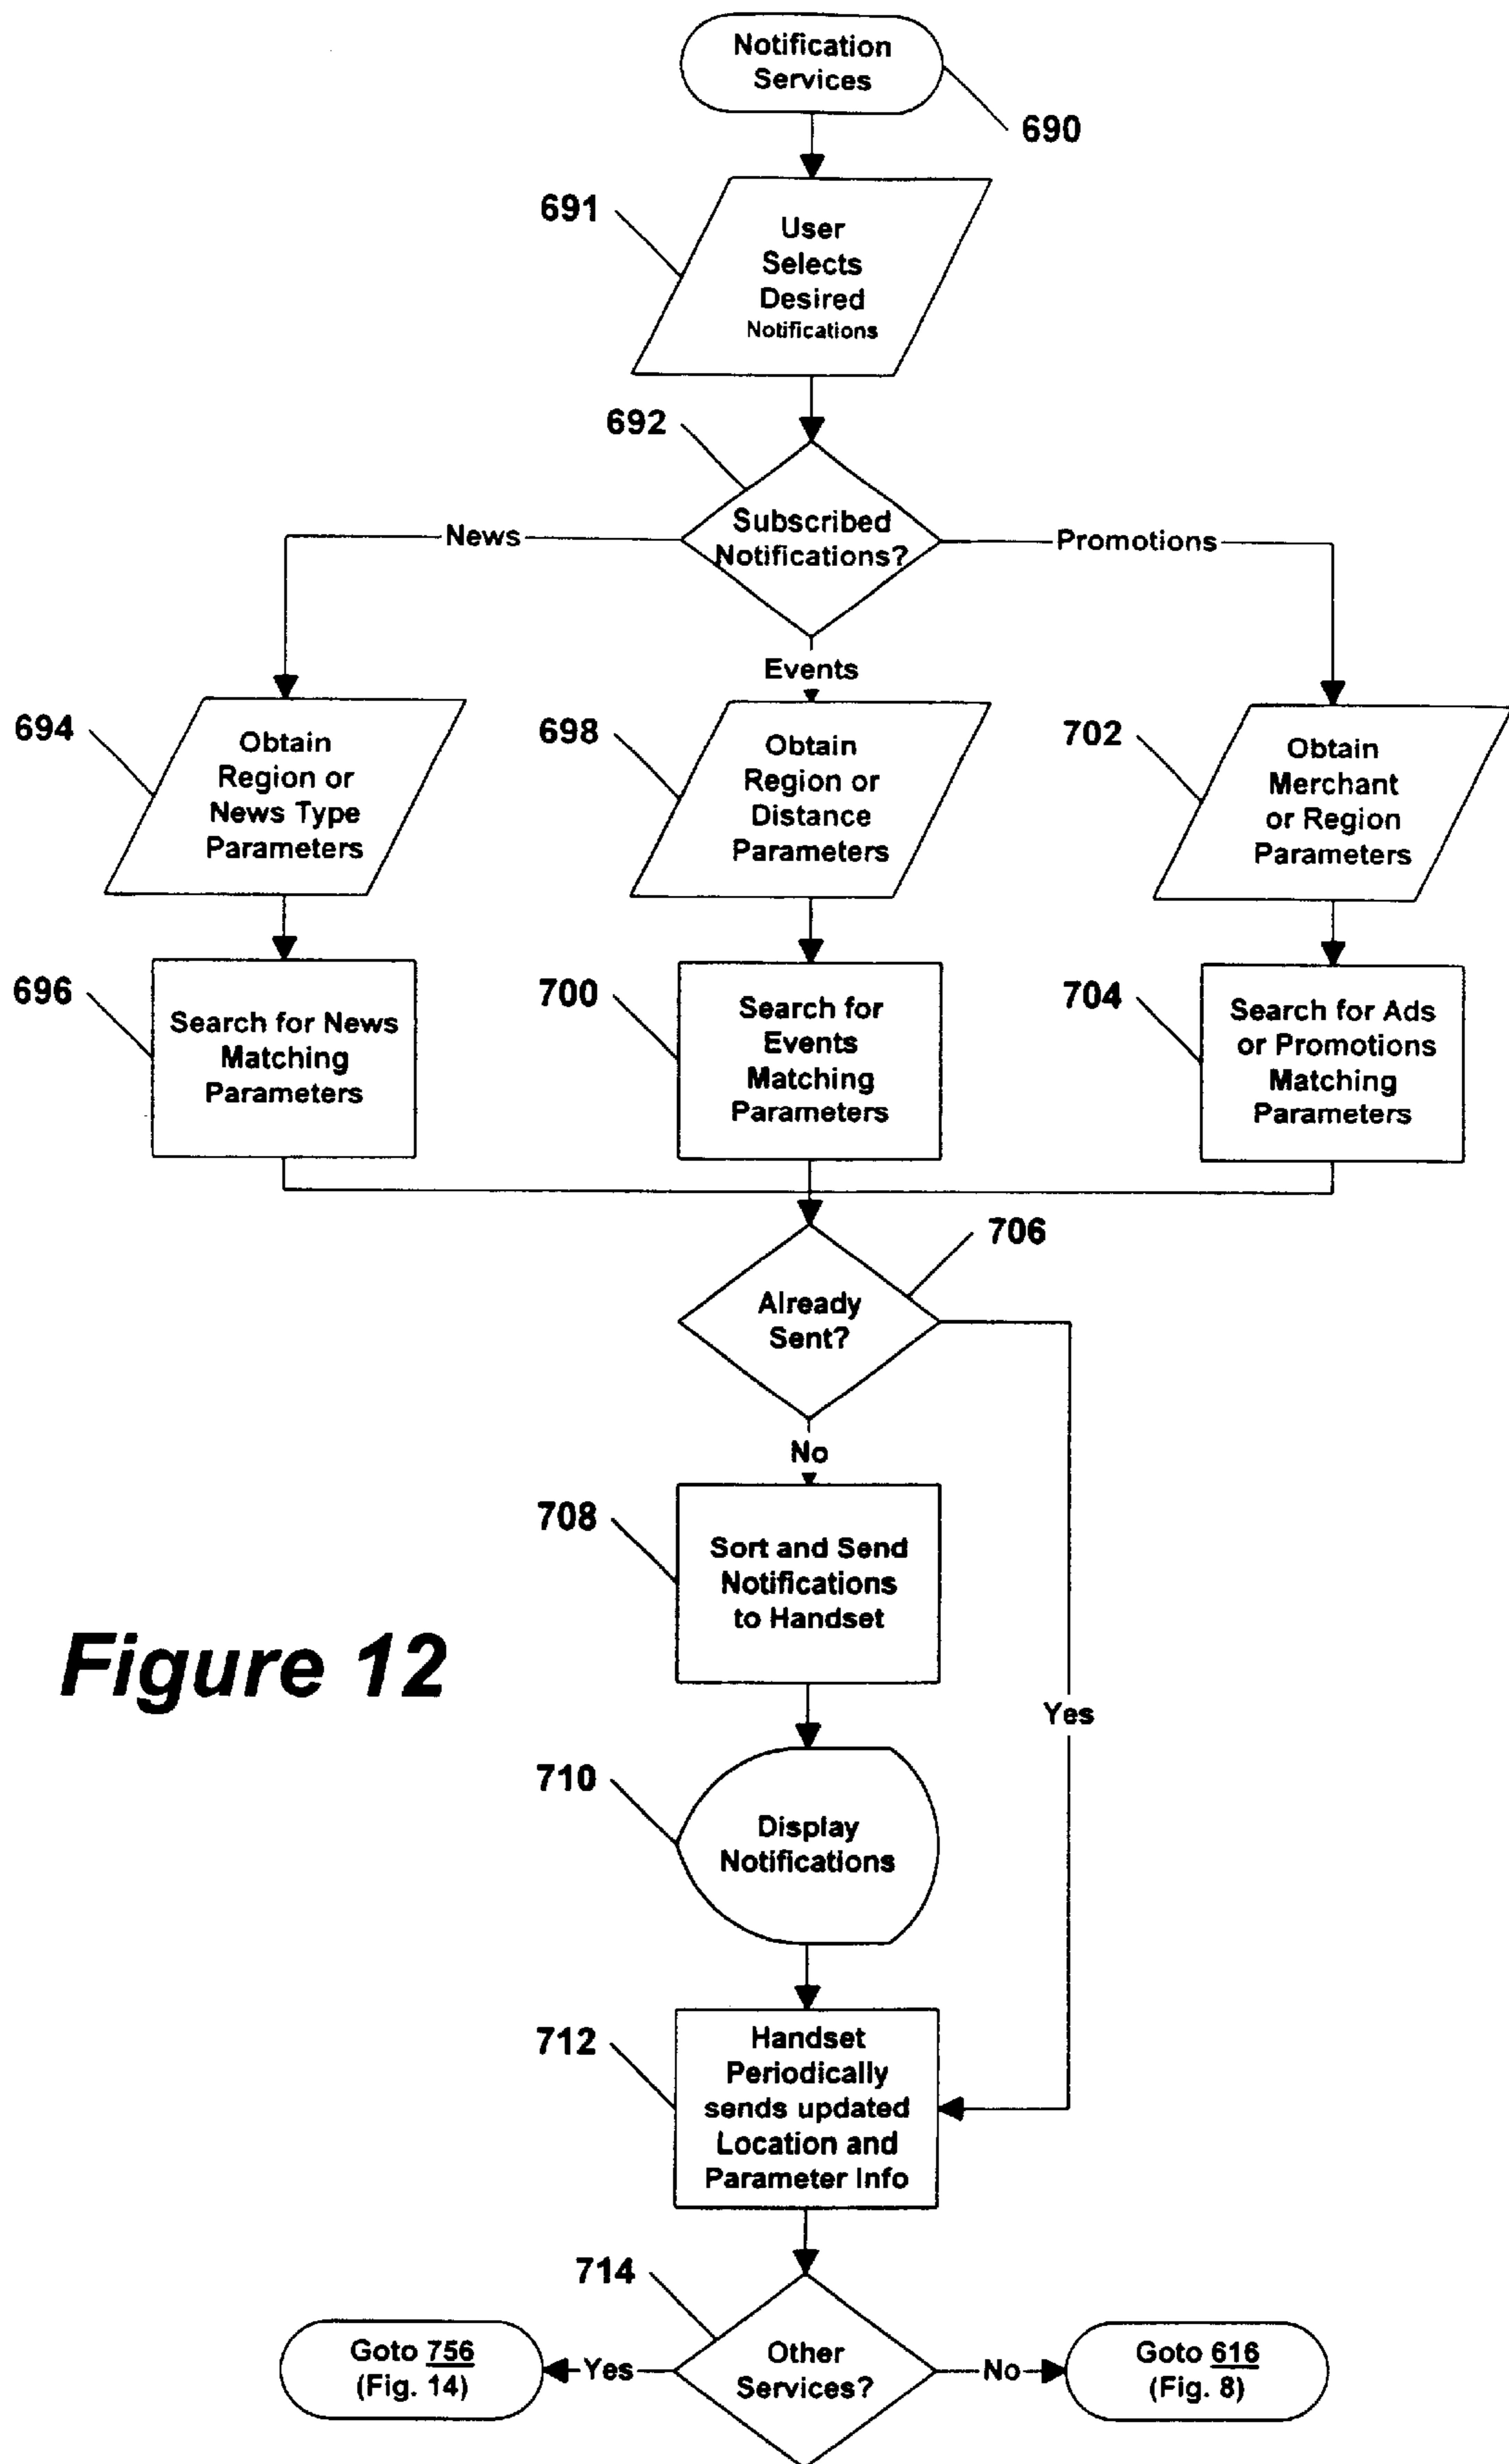 Notification
Services
690
691
User
Selects
Desired
Notifications
692
Subscribed
Notifications?
News
Promotions
Events
694
Obtain
Region or
News Type
Parameters
698
Obtain
Region or
Distance
Parameters
702
Obtain
Merchant
or Region
Parameters
696
Search for News
Matching
Parameters
700
Search for
Events
Matching
Parameters
704
Search for Ads
or Promotions
Matching
Parameters
706
Already
Sent?
No
708
Sort and Send
Notifications
to Handset
Figure 12
Yes
710
Display
Notifications
712
Handset
Periodically
sends updated
Location and
Parameter Info
714
Goto 756
(Fig. 14)
Yes
Other
Services?
No
Goto 616
(Fig. 8)